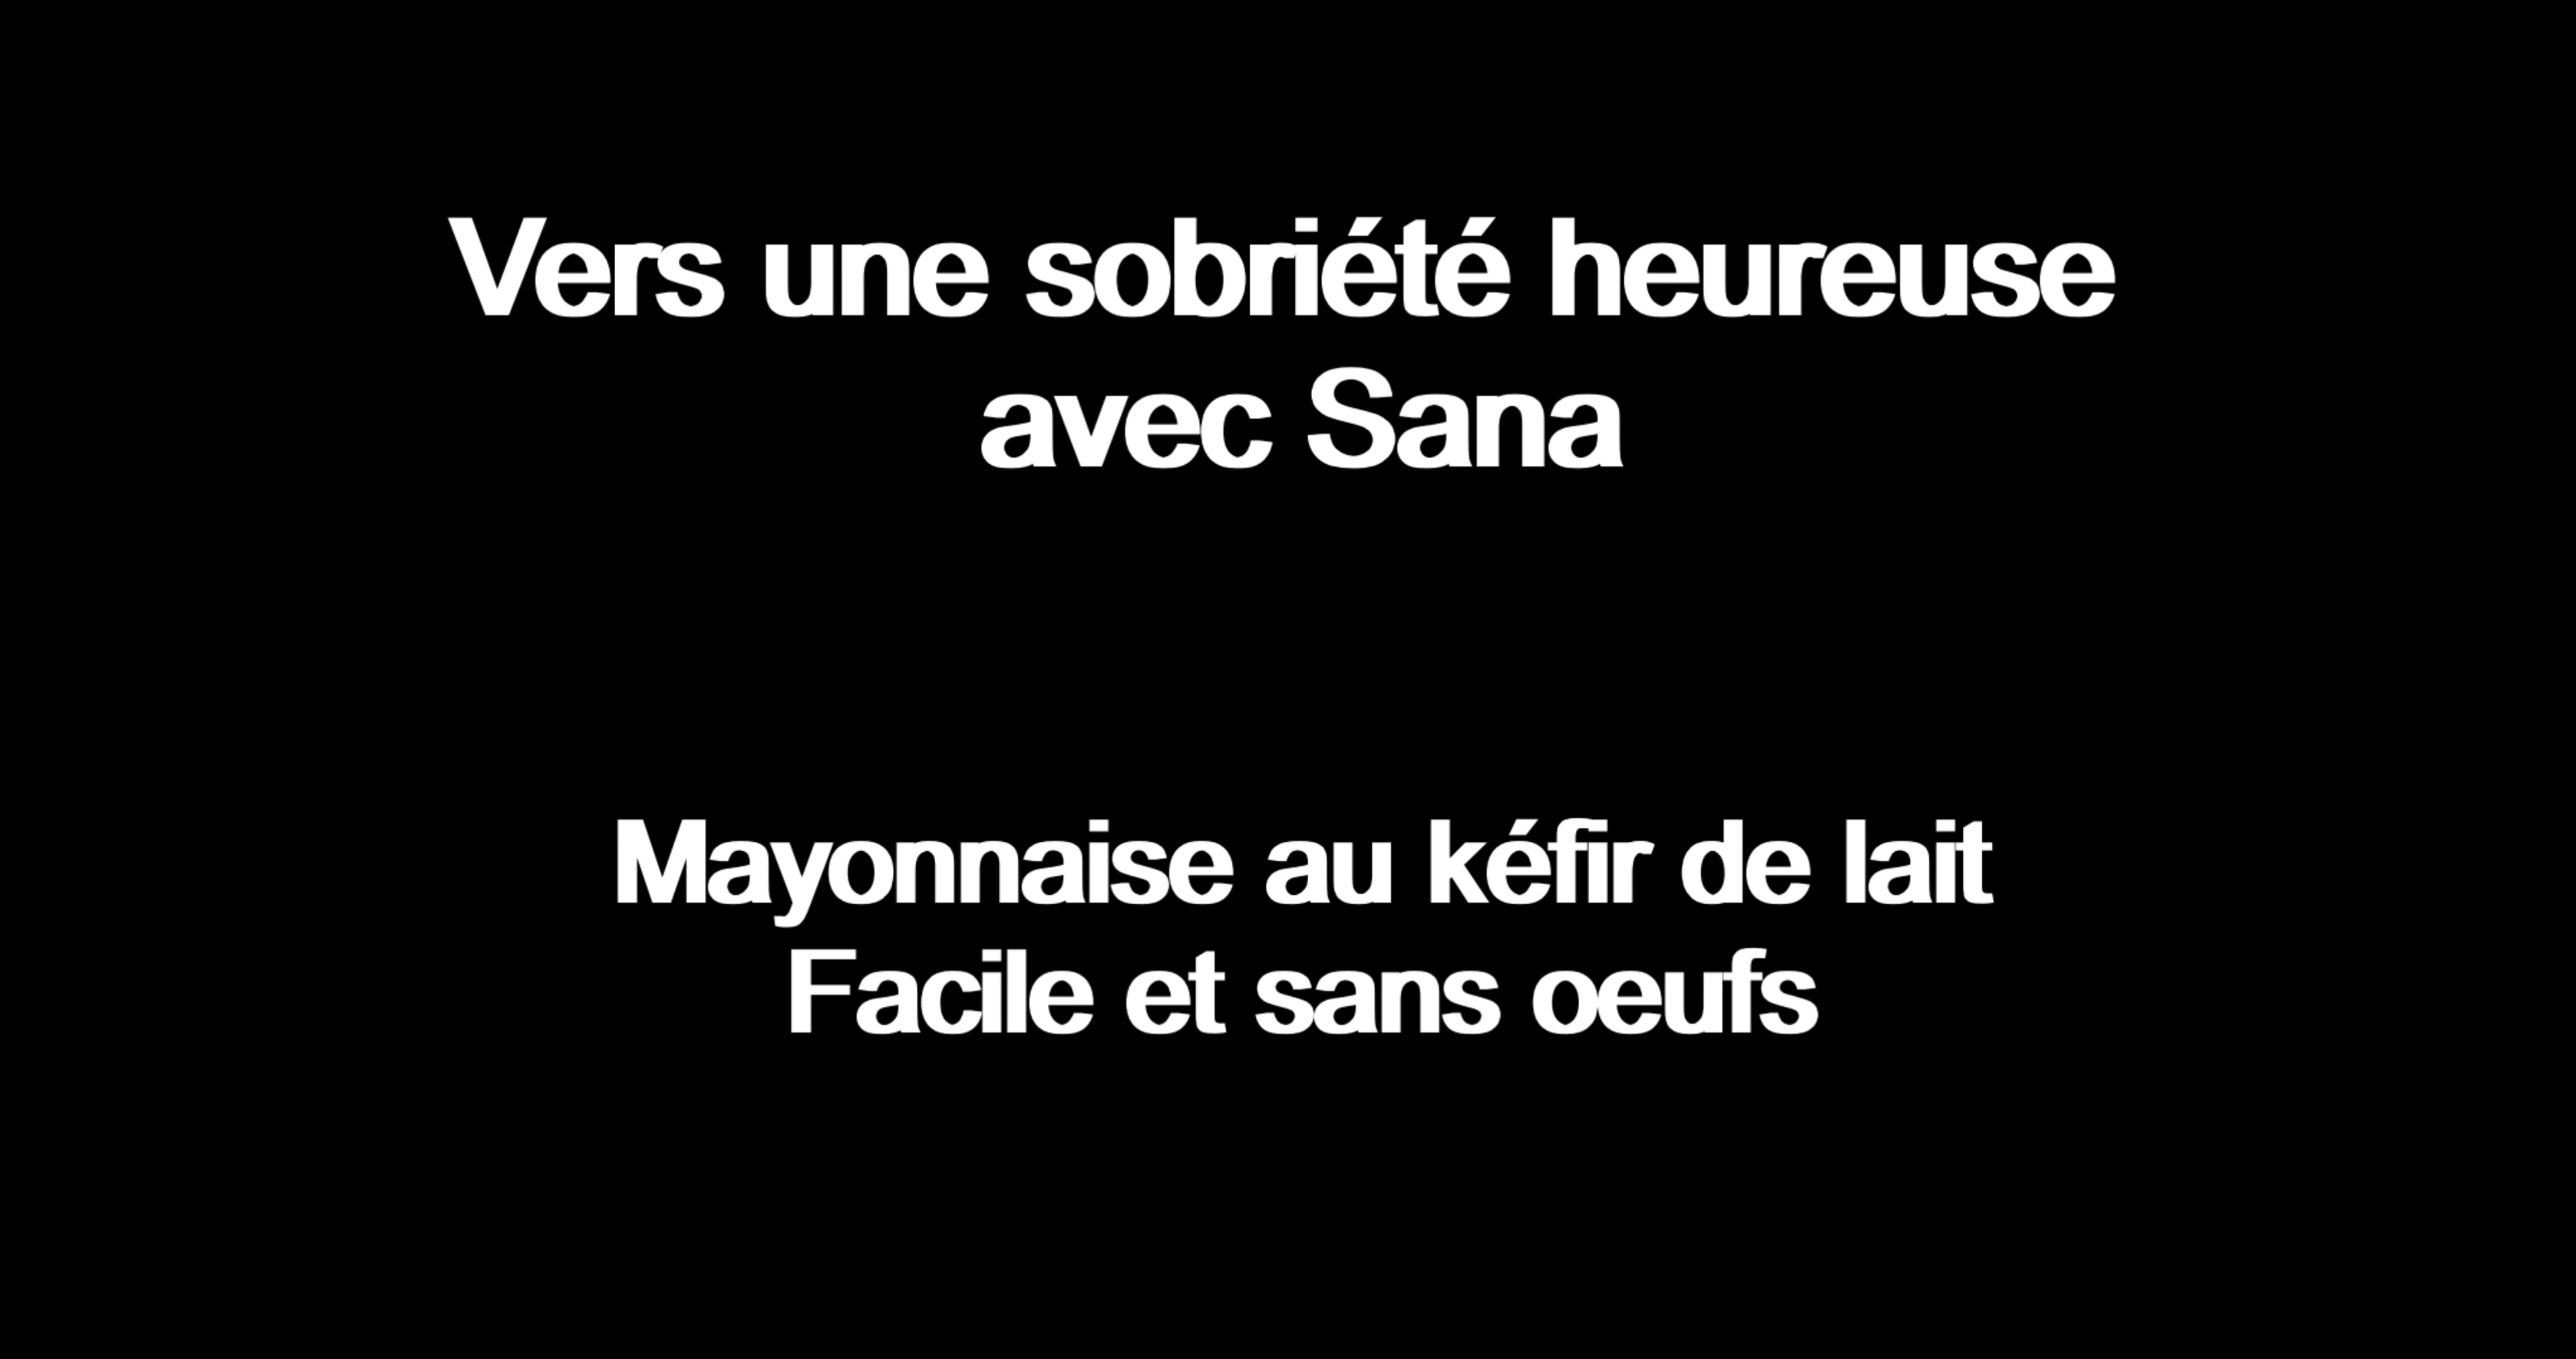 Vers une sobriété heureuse
avec Sana
Mayonnaise au kéfir de lait
Facile et sans oeufs